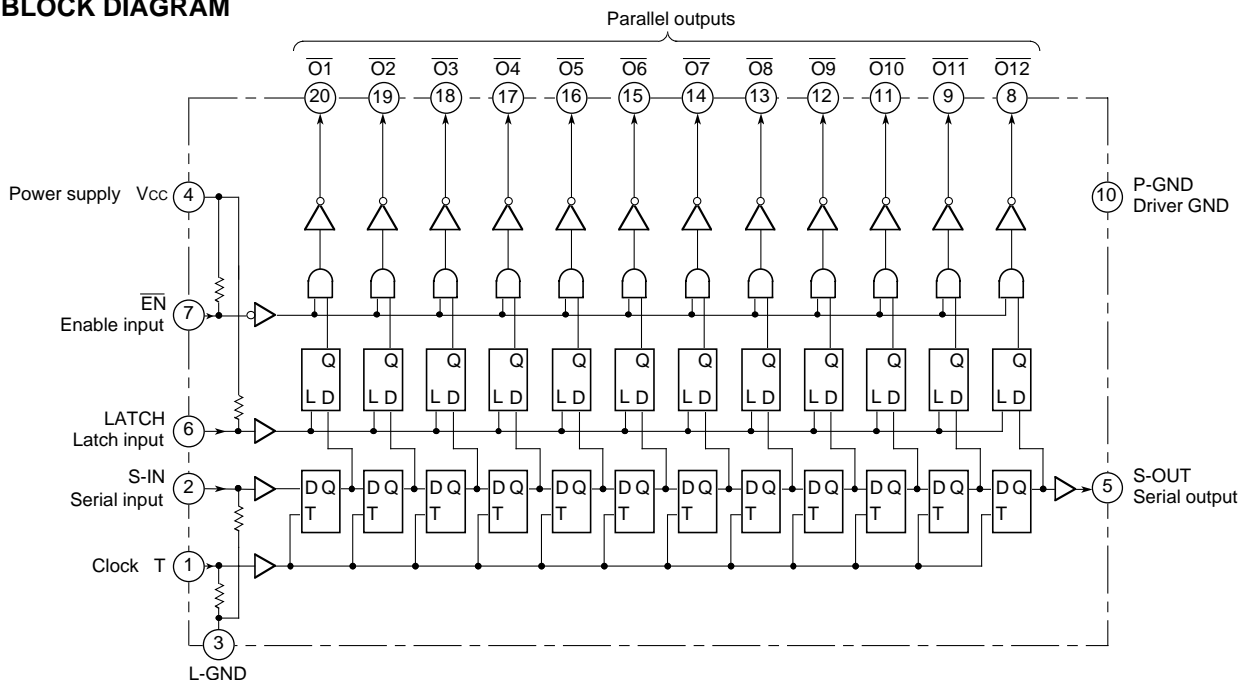 BLOCK DIAGRAM
Parallel outputs
O1 O2 O3 O4 O5 O6 O7 O8 O9 O10 O11 O12
20 19 18 17 16 15 14 13 12 11 9 8
Power supply Vcc 4
10 P-GND
Driver GND
EN
Enable input 7
Q Q Q Q Q Q Q Q Q Q Q Q
L D L D L D L D L D L D L D L D L D L D L D L D
LATCH
Latch input 6
S-IN
Serial input 2
D Q D Q D Q D Q D Q D Q D Q D Q D Q D Q D Q D Q
T T T T T T T T T T T T
5 S-OUT
Serial output
Clock T 1
3
L-GND